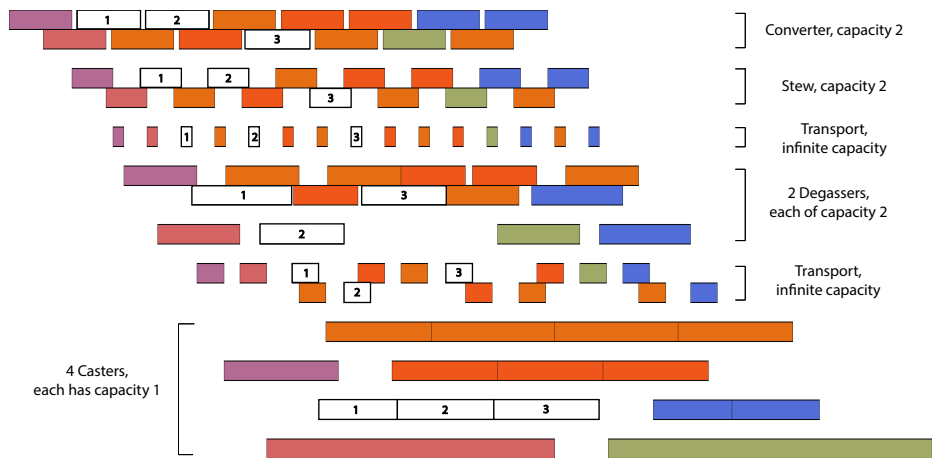 1 2
3
Converter, capacity 2
1 2
3
Stew, capacity 2
1 2 3
Transport,
infinite capacity
1 3
2
2 Degassers,
each of capacity 2
1 3
2
Transport,
infinite capacity
4 Casters,
each has capacity 1
1 2 3